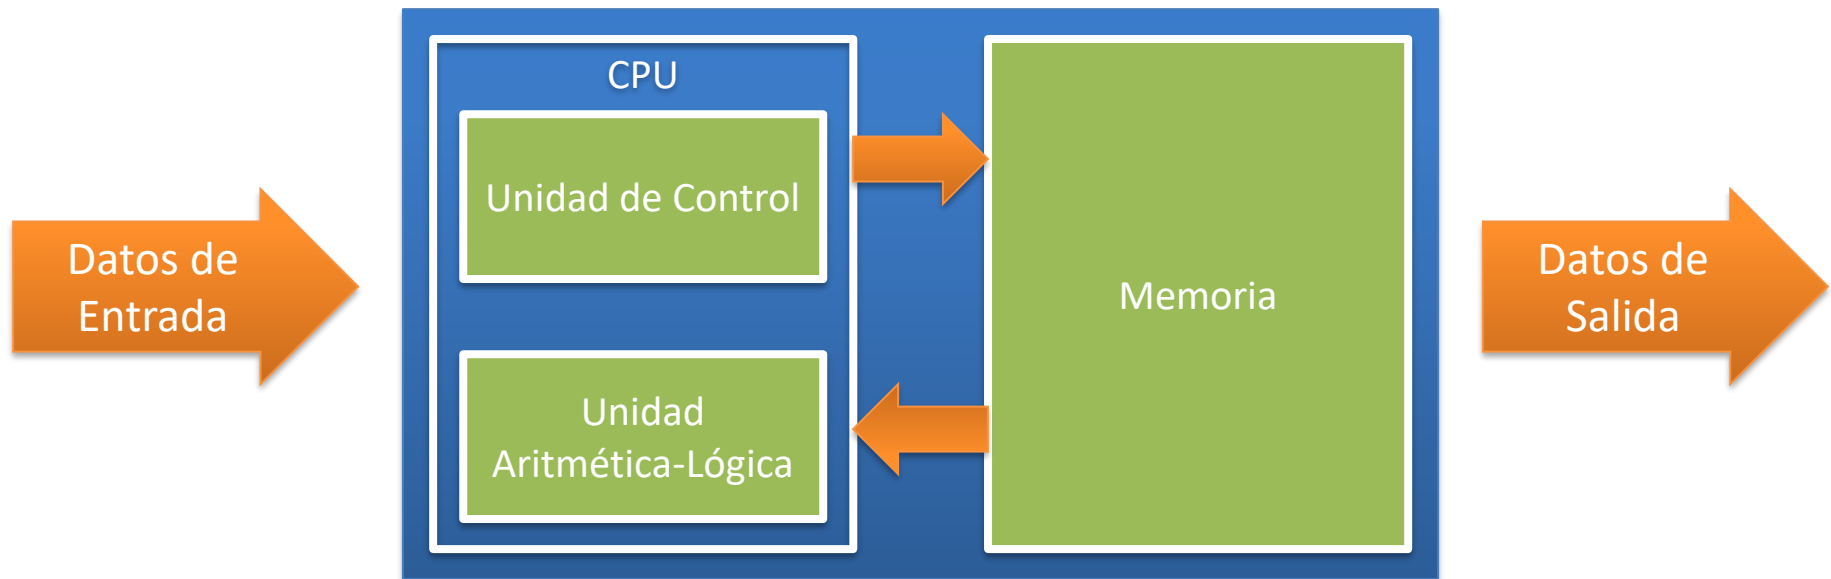 Datos de
Entrada
CPU
Unidad de Control
Unidad
Aritmética-Lógica
Memoria
Datos de
Salida